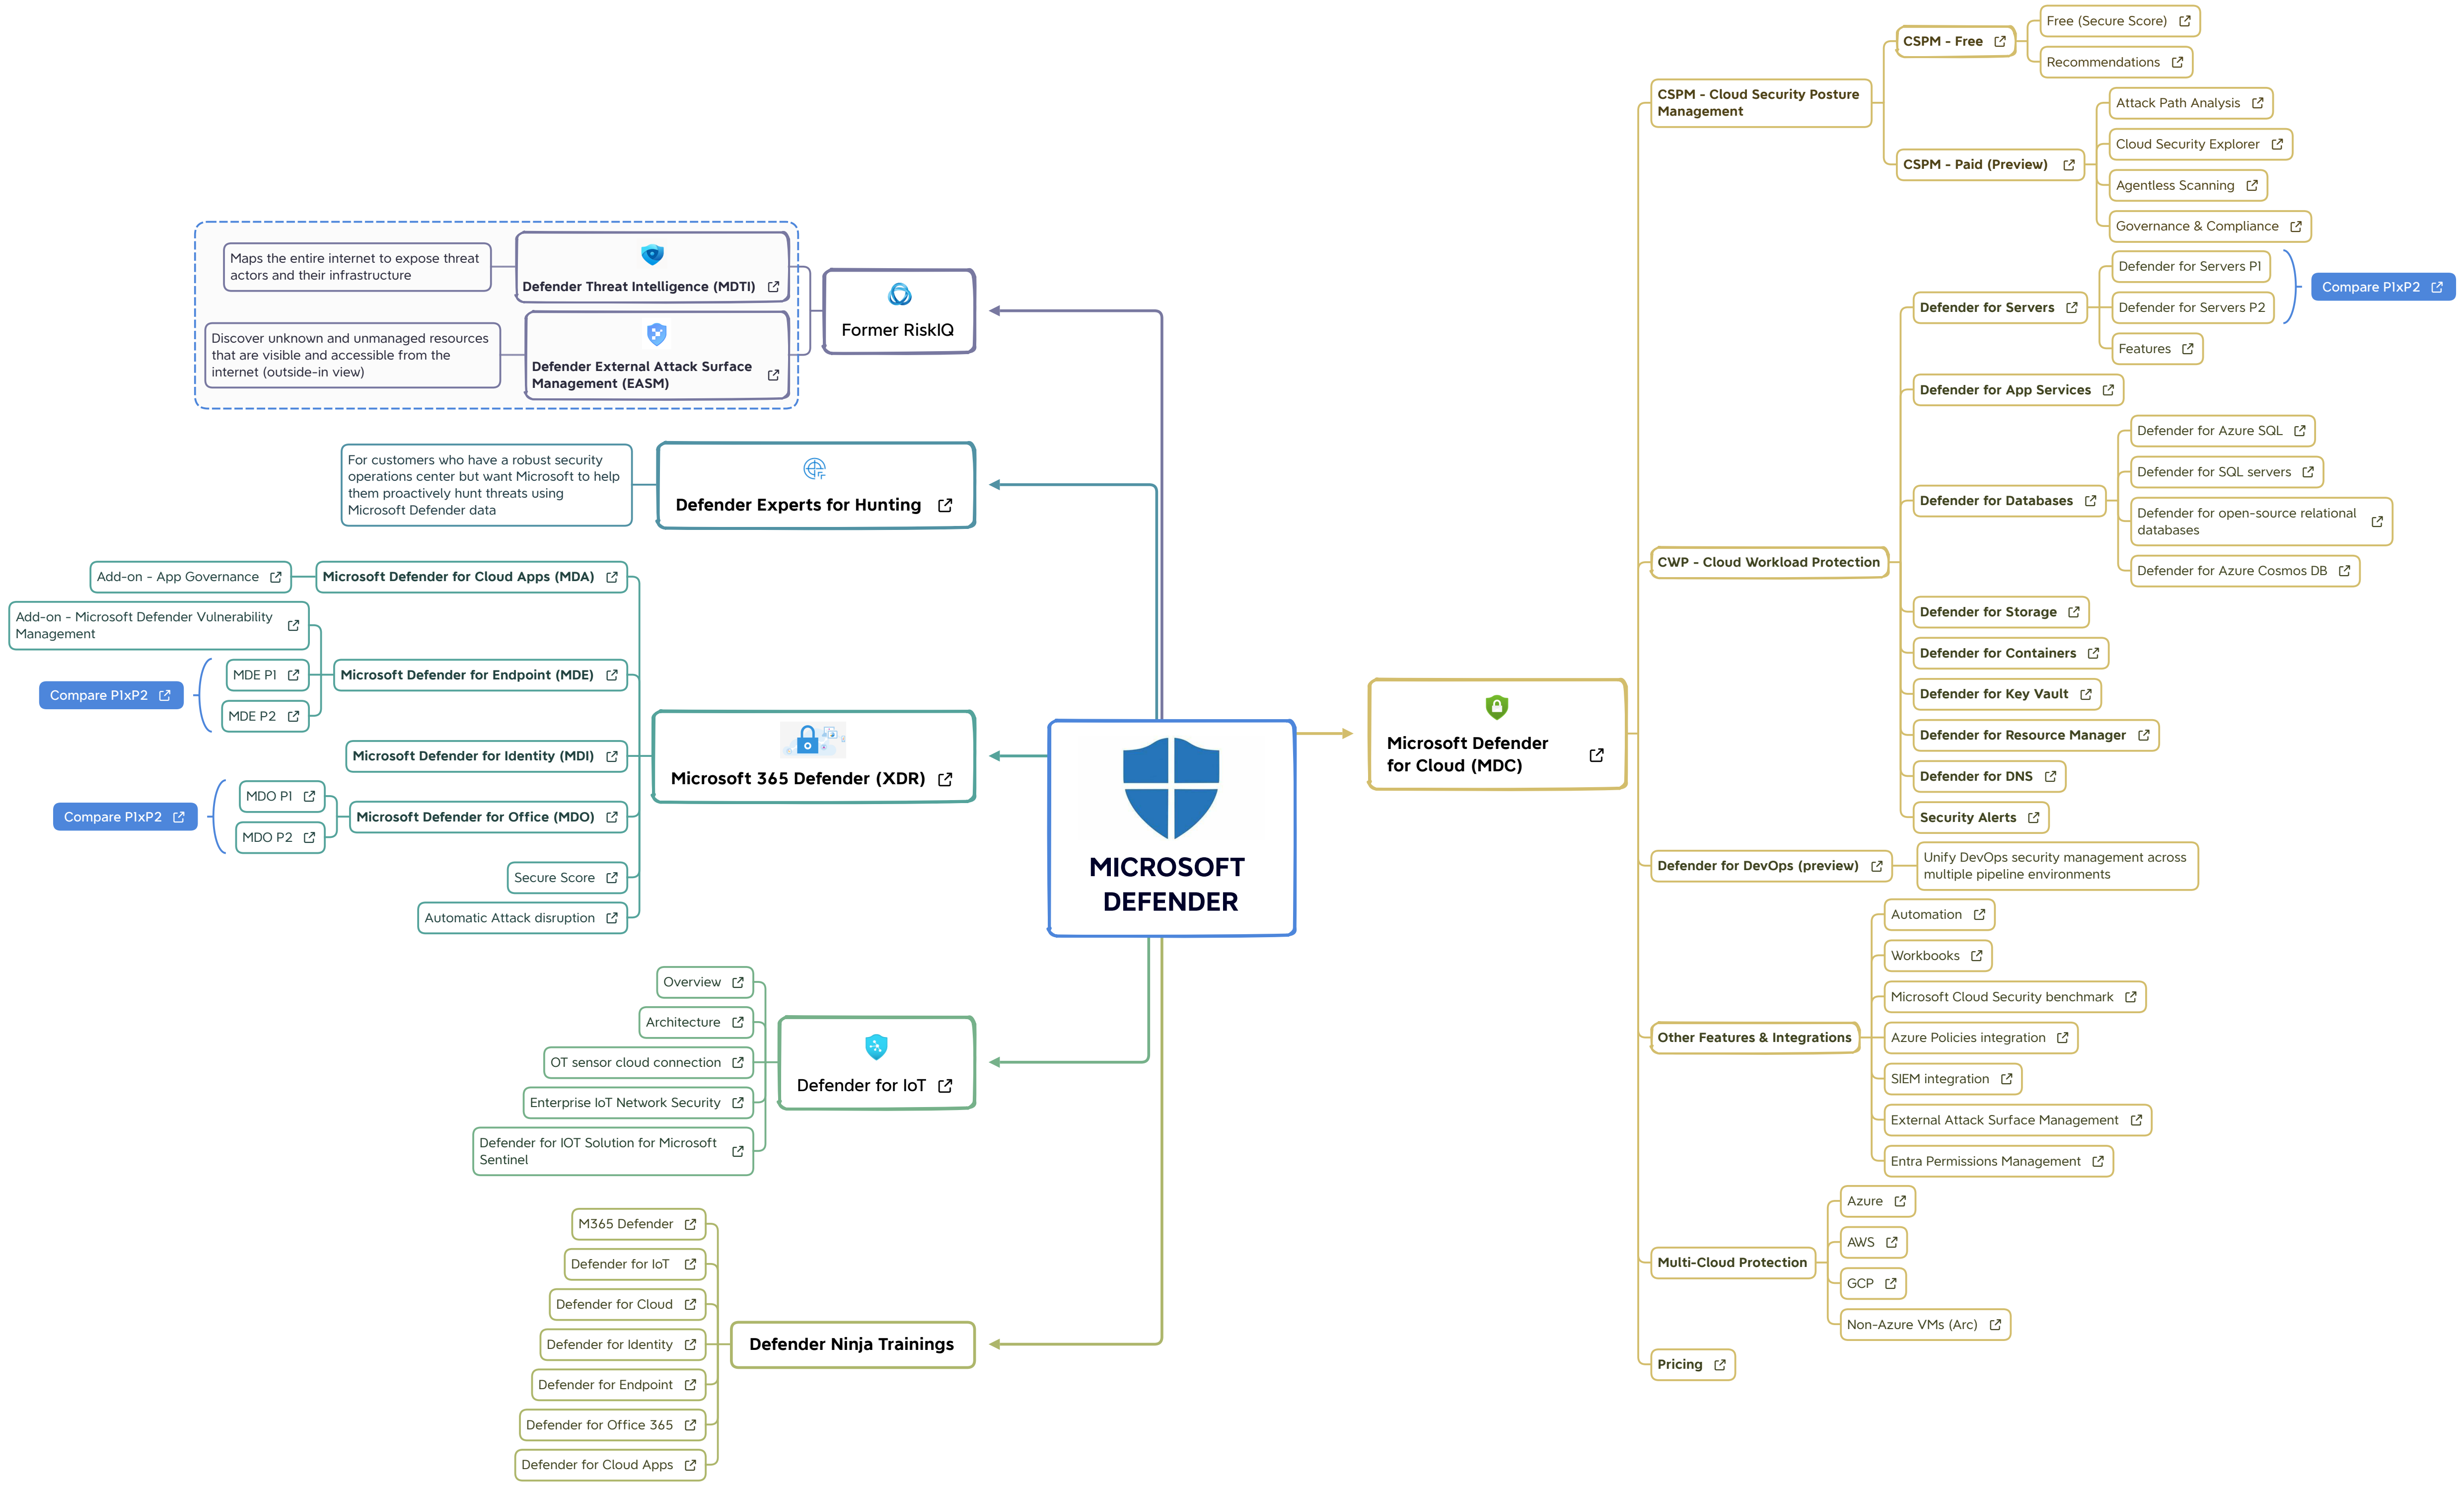 MICROSOFT
DEFENDER
Former RiskIQ
Defender Threat Intelligence (MDTI)
Maps the entire internet to expose threat
actors and their infrastructure
Defender External Attack Surface
Management (EASM)
Discover unknown and unmanaged resources
that are visible and accessible from the
internet (outside-in view)
Defender Experts for Hunting
For customers who have a robust security
operations center but want Microsoft to help
them proactively hunt threats using
Microsoft Defender data
Microsoft 365 Defender (XDR)
Microsoft Defender for Cloud Apps (MDA)
Add-on - App Governance
Microsoft Defender for Endpoint (MDE)
Add-on - Microsoft Defender Vulnerability
Management
MDE P1
MDE P2
Compare P1xP2
Microsoft Defender for Identity (MDI)
Microsoft Defender for Office (MDO)
MDO P1
MDO P2
Compare P1xP2
Secure Score
Automatic Attack disruption
Defender for IoT
Overview
Architecture
OT sensor cloud connection
Enterprise IoT Network Security
Defender for IOT Solution for Microsoft
Sentinel
Defender Ninja Trainings
M365 Defender
Defender for IoT
Defender for Cloud
Defender for Identity
Defender for Endpoint
Defender for Office 365
Defender for Cloud Apps
Microsoft Defender
for Cloud (MDC)
CSPM - Cloud Security Posture
Management
CSPM - Free
Free (Secure Score)
Recommendations
CSPM - Paid (Preview)
Attack Path Analysis
Cloud Security Explorer
Agentless Scanning
Governance & Compliance
CWP - Cloud Workload Protection
Defender for Servers
Defender for Servers P1
Defender for Servers P2
Features
Compare P1xP2
Defender for App Services
Defender for Databases
Defender for Azure SQL
Defender for SQL servers
Defender for open-source relational
databases
Defender for Azure Cosmos DB
Defender for Storage
Defender for Containers
Defender for Key Vault
Defender for Resource Manager
Defender for DNS
Security Alerts
Defender for DevOps (preview)
Unify DevOps security management across
multiple pipeline environments
Other Features & Integrations
Automation
Workbooks
Microsoft Cloud Security benchmark
Azure Policies integration
SIEM integration
External Attack Surface Management
Entra Permissions Management
Multi-Cloud Protection
Azure
AWS
GCP
Non-Azure VMs (Arc)
Pricing